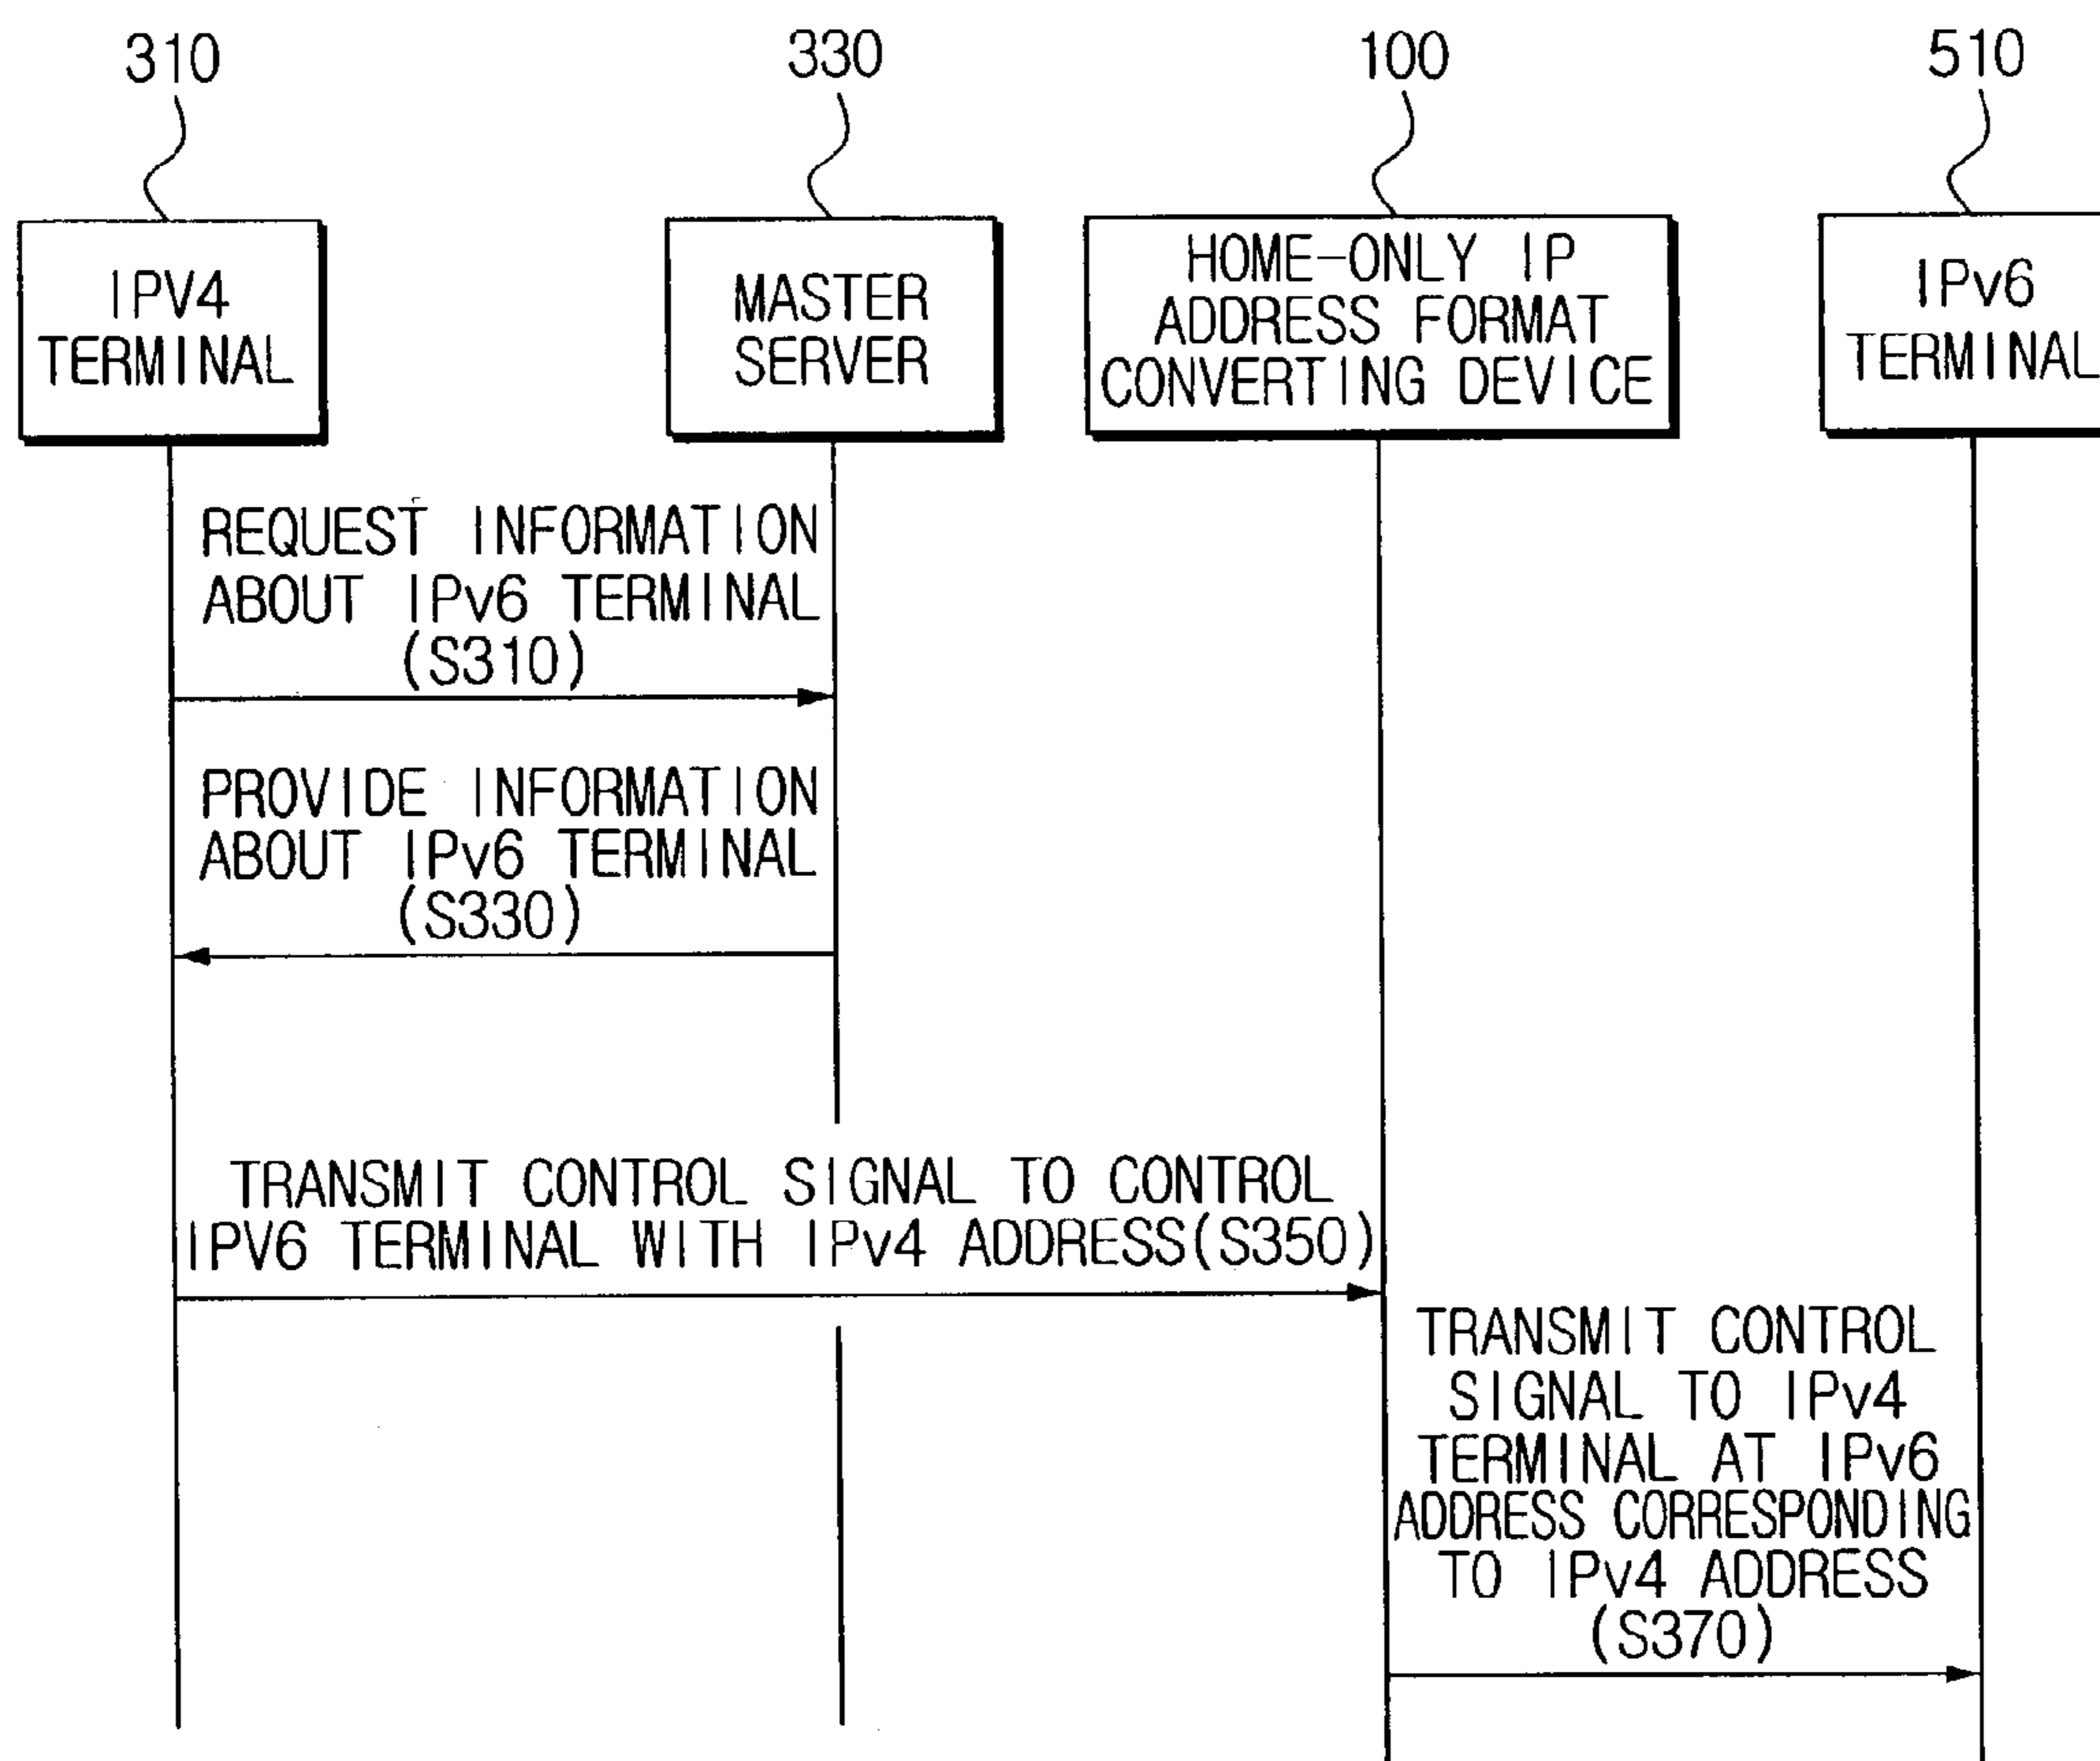 310
330
100
510
IPV4
TERMINAL
MASTER
SERVER
HOME-ONLY IP
ADDRESS FORMAT
CONVERTING DEVICE
IPv6
TERMINAL
REQUEST INFORMATION
ABOUT IPv6 TERMINAL
(S310)
PROVIDE INFORMATION
ABOUT IPv6 TERMINAL
(S330)
TRANSMIT CONTROL SIGNAL TO CONTROL
IPV6 TERMINAL WITH IPv4 ADDRESS(S350)
TRANSMIT CONTROL
SIGNAL TO IPv4
TERMINAL AT IPv6
ADDRESS CORRESPONDING
TO IPv4 ADDRESS
(S370)